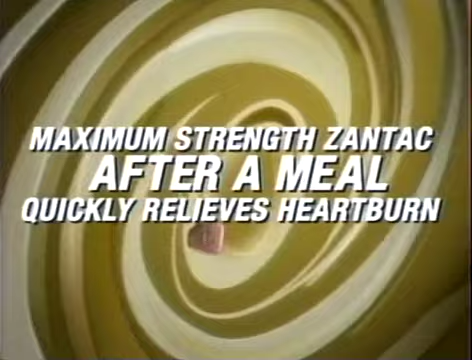 MAXIMUM STRENGTH ZANTAC
AFTER A MEAL
QUICKLY RELIEVES HEARTBURN